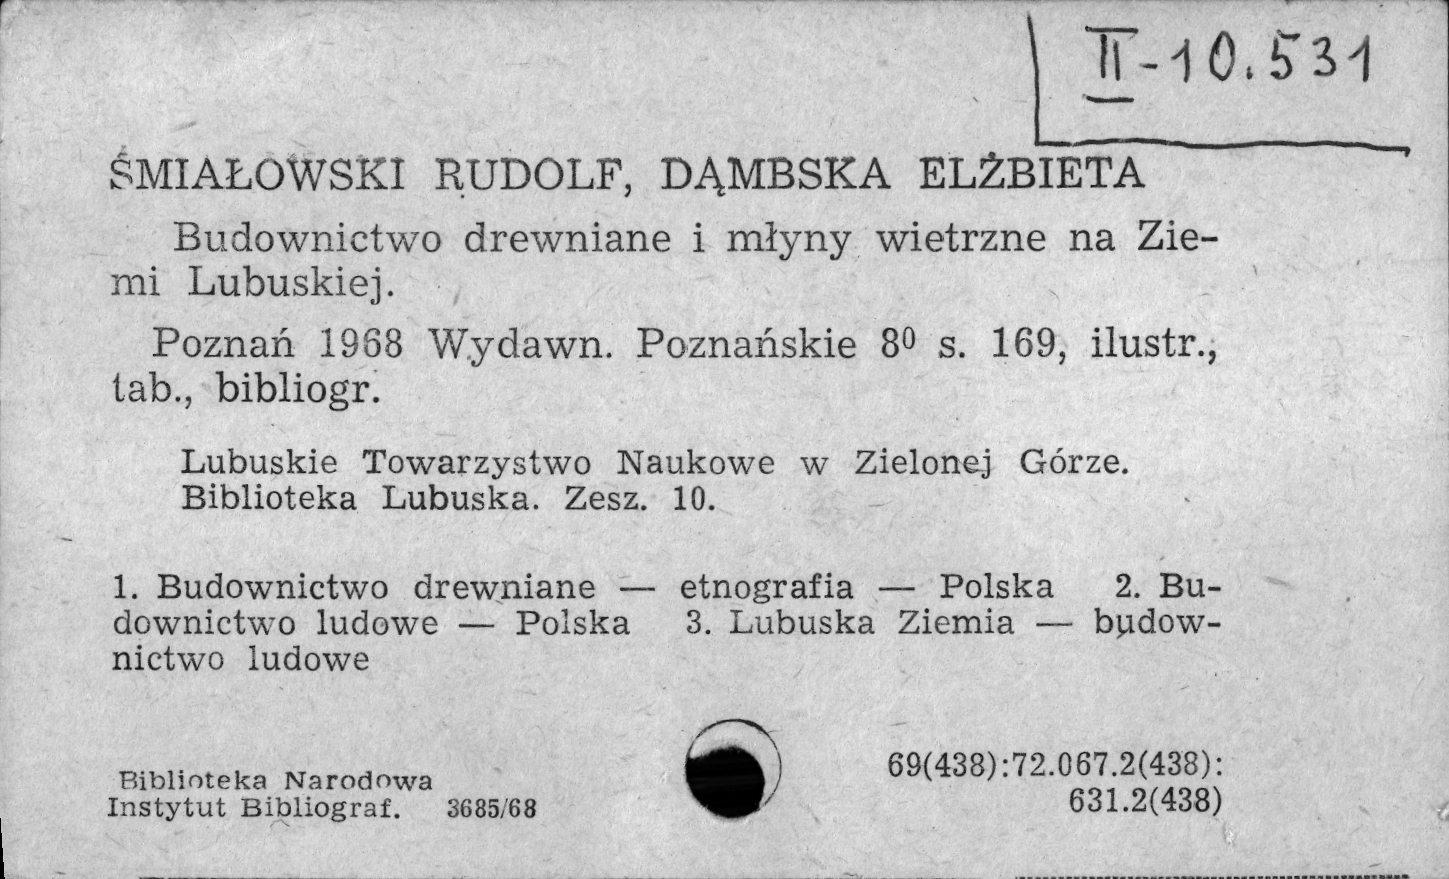 II-10.531
ŚMIAŁOWSKI RUDOLF, DĄMBSKA ELŻBIETA
Budownictwo drewniane i młyny wietrzne na Zie-
mi Lubuskiej.
Poznań 1968 Wydawn. Poznańskie 8⁰ s. 169, ilustr.,
tab., bibliogr.
Lubuskie Towarzystwo Naukowe w Zielonej Górze.
Biblioteka Lubuska. Zesz. 10.
1. Budownictwo drewniane — etnografia — Polska 2. Bu-
downictwo ludowe — Polska 3. Lubuska Ziemia — budow-
nictwo ludowe
69(438):72.067.2(438):
Biblioteka Narodowa
631.2(438)
Instytut Bibliograf. 3685/68